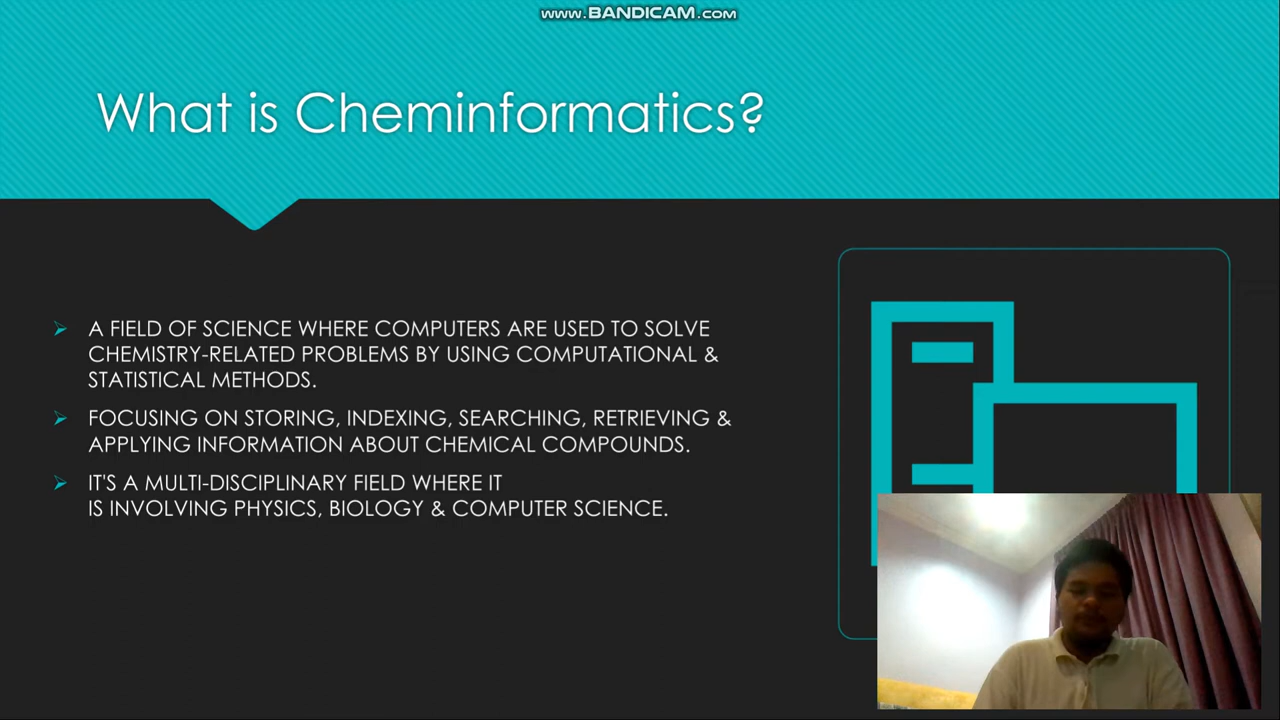 www.BANDICAM.com
What is Cheminformatics?
A FIELD OF SCIENCE WHERE COMPUTERS ARE USED TO SOLVE
CHEMISTRY-RELATED PROBLEMS BY USING COMPUTATIONAL &
STATISTICAL METHODS.
FOCUSING ON STORING, INDEXING, SEARCHING, RETRIEVING &
APPLYING INFORMATION ABOUT CHEMICAL COMPOUNDS.
IT'S A MULTI-DISCIPLINARY FIELD WHERE IT
IS INVOLVING PHYSICS, BIOLOGY & COMPUTER SCIENCE.